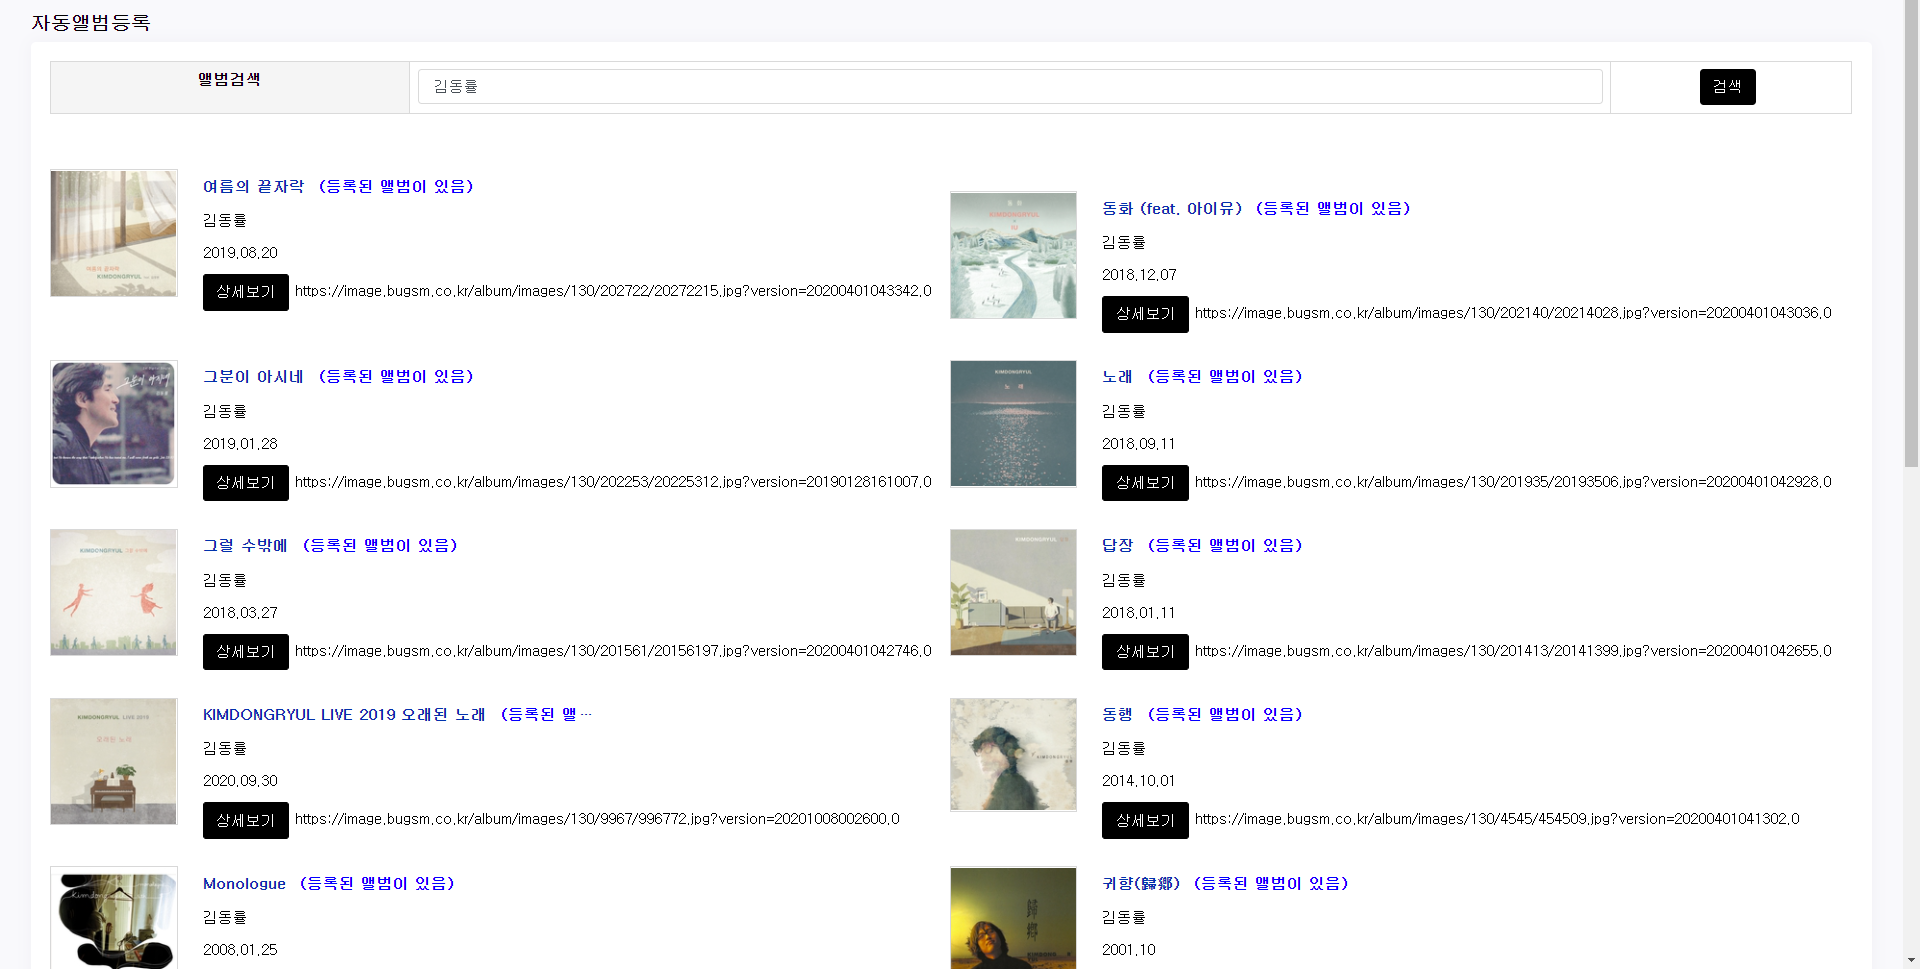 자동앨범등록
앨범검색
김동률
검색
여름의 끝자락 (등록된 앨범이 있음)
김동률
2019.08.20
상세보기 https://image.bugsm.co.kr/album/images/130/202722/20272215.jpg?version=20200401043342.0
동화 (feat. 아이유) (등록된 앨범이 있음)
김동률
2018.12.07
상세보기 https://image.bugsm.co.kr/album/images/130/202140/20214028.jpg?version=20200401043036.0
그분이 아시네 (등록된 앨범이 있음)
김동률
2019.01.28
상세보기 https://image.bugsm.co.kr/album/images/130/202253/20225312.jpg?version=20190128161007.0
노래 (등록된 앨범이 있음)
김동률
2018.09.11
상세보기 https://image.bugsm.co.kr/album/images/130/201935/20193506.jpg?version=20200401042928.0
그럴 수밖에 (등록된 앨범이 있음)
김동률
2018.03.27
상세보기 https://image.bugsm.co.kr/album/images/130/201561/20156197.jpg?version=20200401042746.0
답장 (등록된 앨범이 있음)
김동률
2018.01.11
상세보기 https://image.bugsm.co.kr/album/images/130/201413/20141399.jpg?version=20200401042655.0
KIMDONGRYUL LIVE 2019 오래된 노래 (등록된 앨…
김동률
2020.09.30
상세보기 https://image.bugsm.co.kr/album/images/130/9967/996772.jpg?version=20201008002600.0
동행 (등록된 앨범이 있음)
김동률
2014.10.01
상세보기 https://image.bugsm.co.kr/album/images/130/4545/454509.jpg?version=20200401041302.0
Monologue (등록된 앨범이 있음)
김동률
2008.01.25
귀향(歸鄕) (등록된 앨범이 있음)
김동률
2001.10